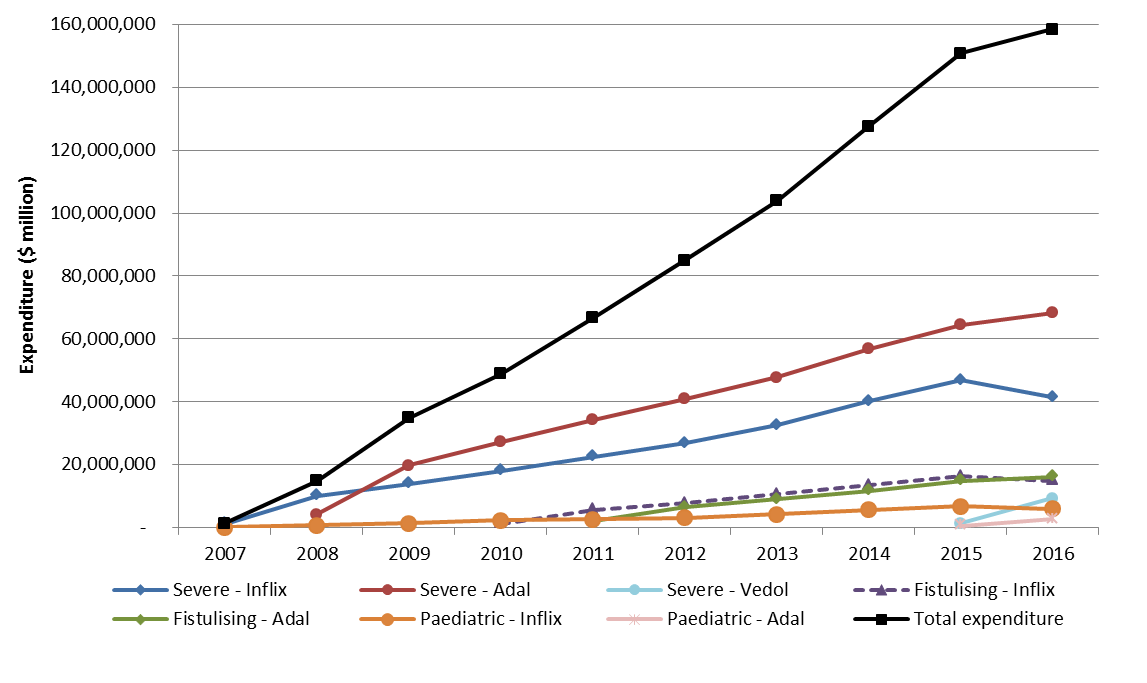 Expenditure ($ million)
160,000,000
140,000,000
120,000,000
100,000,000
80,000,000
60,000,000
40,000,000
20,000,000
-
2007 2008 2009 2010 2011 2012 2013 2014 2015 2016
Severe - Inflix Severe - Adal Severe - Vedol Fistulising - Inflix
Fistulising - Adal Paediatric - Inflix Paediatric - Adal Total expenditure